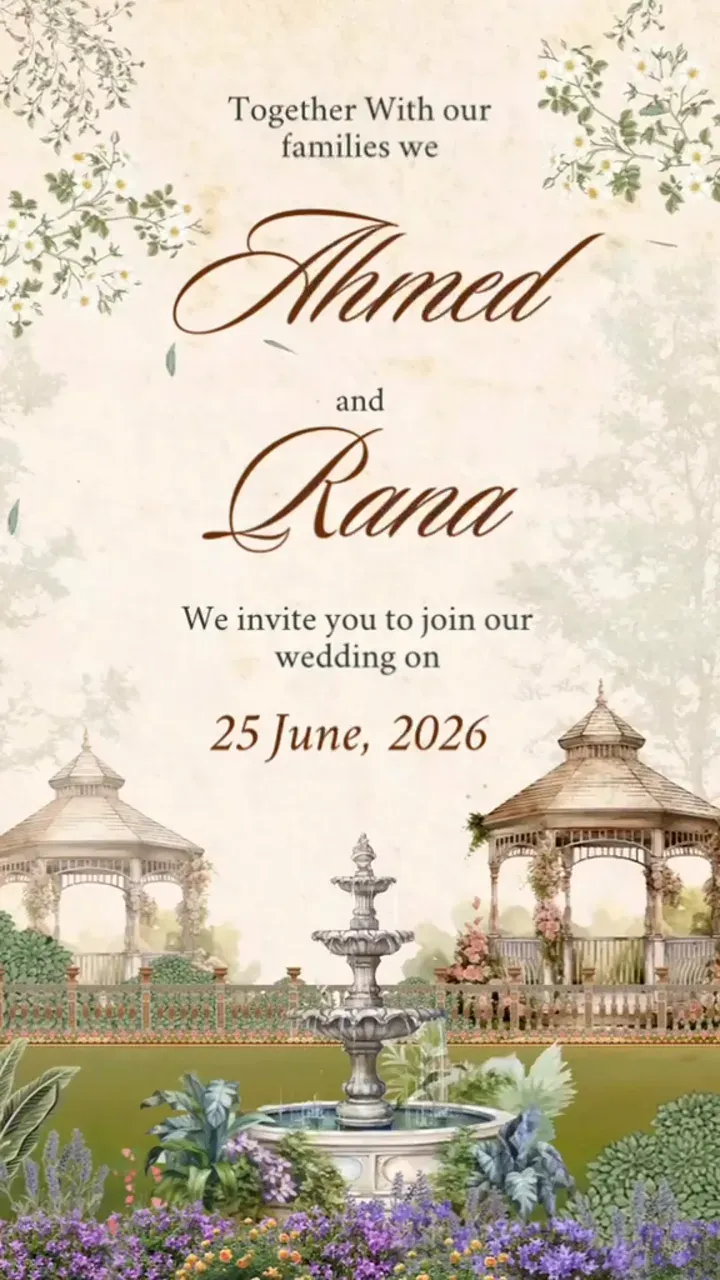 Together With our
families we
Ahmed
and
Rana
We invite you to join our
wedding on
25 June, 2026